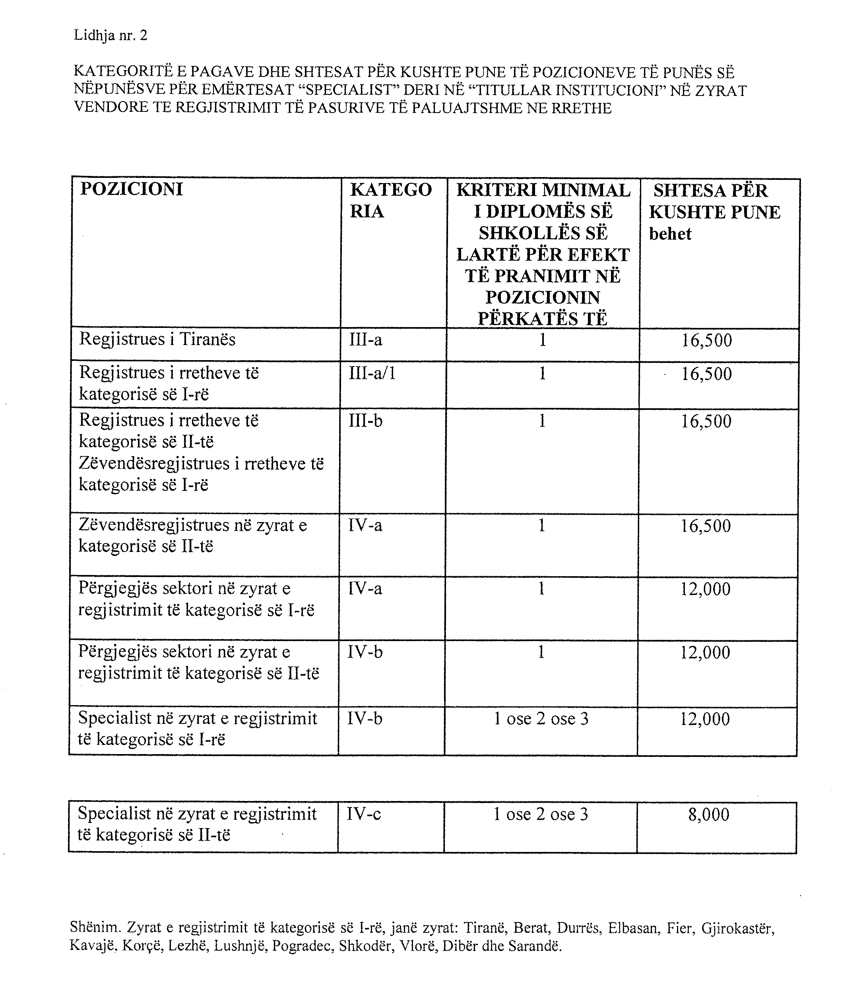 Lidhja nr. 2
KATEGORITË E PAGAVE DHE SHTESAT PËR KUSHTE PUNE TË POZICIONEVE TË PUNËS SË
NËPUNËSVE PËR EMËRTESAT “SPECIALIST” DERI NË “TITULLAR INSTITUCIONI” NË ZYRAT
VENDORE TE REGJISTRIMIT TË PASURIVE TË PALUAJTSHME NE RRETHE
POZICIONI
KATEGO
RIA
KRITERI MINIMAL
I DIPLOMËS SË
SHKOLLËS SË
LARTË PËR EFEKT
TË PRANIMIT NË
POZICIONIN
PËRKATËS TË
SHTESA PËR
KUSHTE PUNE
behet
Regjistrues i Tiranës III-a 1 16,500
Regjistrues i rretheve të III-a/1 1 16,500
kategorisë së I-rë
Regjistrues i rretheve të III-b 1 16,500
kategorisë së II-të
Zëvendësregjistrues i rretheve të
kategorisë së I-rë
Zëvendësregjistrues në zyrat e IV-a 1 16,500
kategorisë së II-të
Përgjegjës sektori në zyrat e IV-a 1 12,000
regjistrimit të kategorisë së I-rë
Përgjegjës sektori në zyrat e IV-b 1 12,000
regjistrimit të kategorisë së II-të
Specialist në zyrat e regjistrimit IV-b 1 ose 2 ose 3 12,000
të kategorisë së I-rë
Specialist në zyrat e regjistrimit IV-c 1 ose 2 ose 3 8,000
të kategorisë së II-të
Shënim. Zyrat e regjistrimit të kategorisë së I-rë, janë zyrat: Tiranë, Berat, Durrës, Elbasan, Fier, Gjirokastër,
Kavajë, Korçë, Lezhë, Lushnjë, Pogradec, Shkodër, Vlorë, Dibër dhe Sarandë.